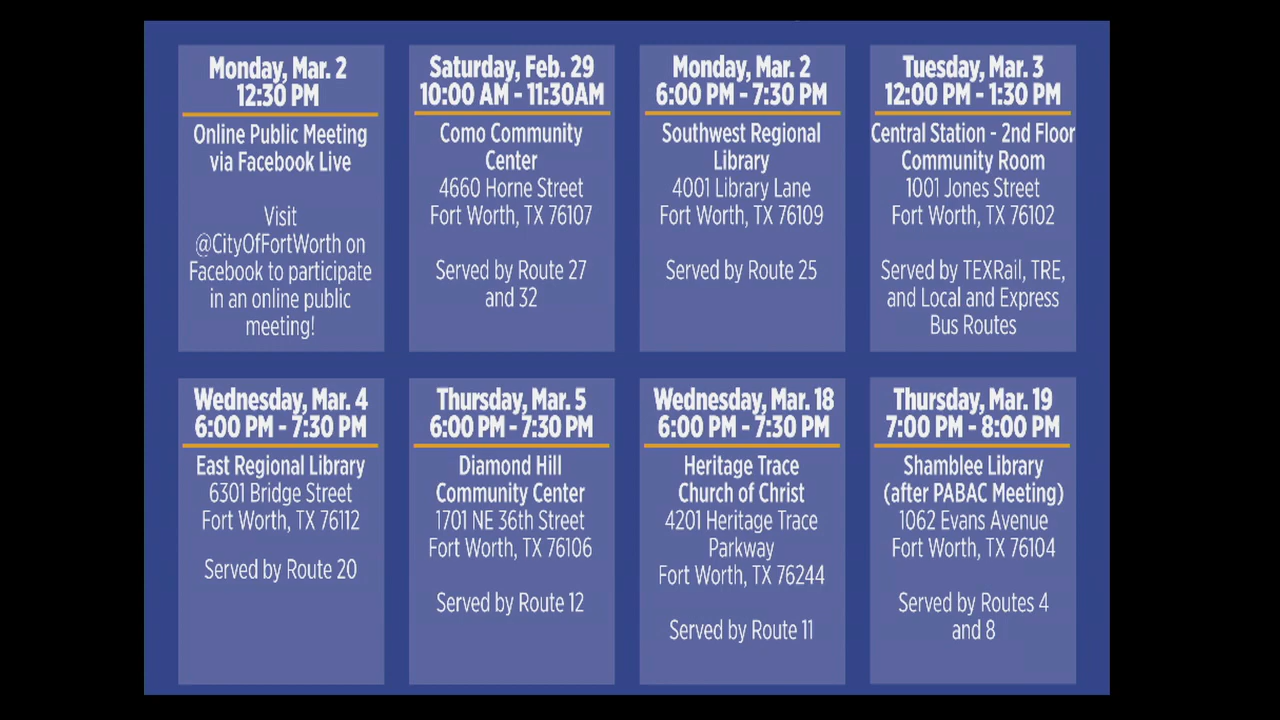 Monday, Mar. 2
12:30 PM
Online Public Meeting
via Facebook Live
Visit
@CityOfFortWorth on
Facebook to participate
in an online public
meeting!
Saturday, Feb. 29
10:00 AM - 11:30AM
Como Community
Center
4660 Horne Street
Fort Worth, TX 76107
Served by Route 27
and 32
Monday, Mar. 2
6:00 PM - 7:30 PM
Southwest Regional
Library
4001 Library Lane
Fort Worth, TX 76109
Served by Route 25
Tuesday, Mar. 3
12:00 PM - 1:30 PM
Central Station - 2nd Floor
Community Room
1001 Jones Street
Fort Worth, TX 76102
Served by TEXRail, TRE,
and Local and Express
Bus Routes
Wednesday, Mar. 4
6:00 PM - 7:30 PM
East Regional Library
6301 Bridge Street
Fort Worth, TX 76112
Served by Route 20
Thursday, Mar. 5
6:00 PM - 7:30 PM
Diamond Hill
Community Center
1701 NE 36th Street
Fort Worth, TX 76106
Served by Route 12
Wednesday, Mar. 18
6:00 PM - 7:30 PM
Heritage Trace
Church of Christ
4201 Heritage Trace
Parkway
Fort Worth, TX 76244
Served by Route 11
Thursday, Mar. 19
7:00 PM - 8:00 PM
Shamblee Library
(after PABAC Meeting)
1062 Evans Avenue
Fort Worth, TX 76104
Served by Routes 4
and 8